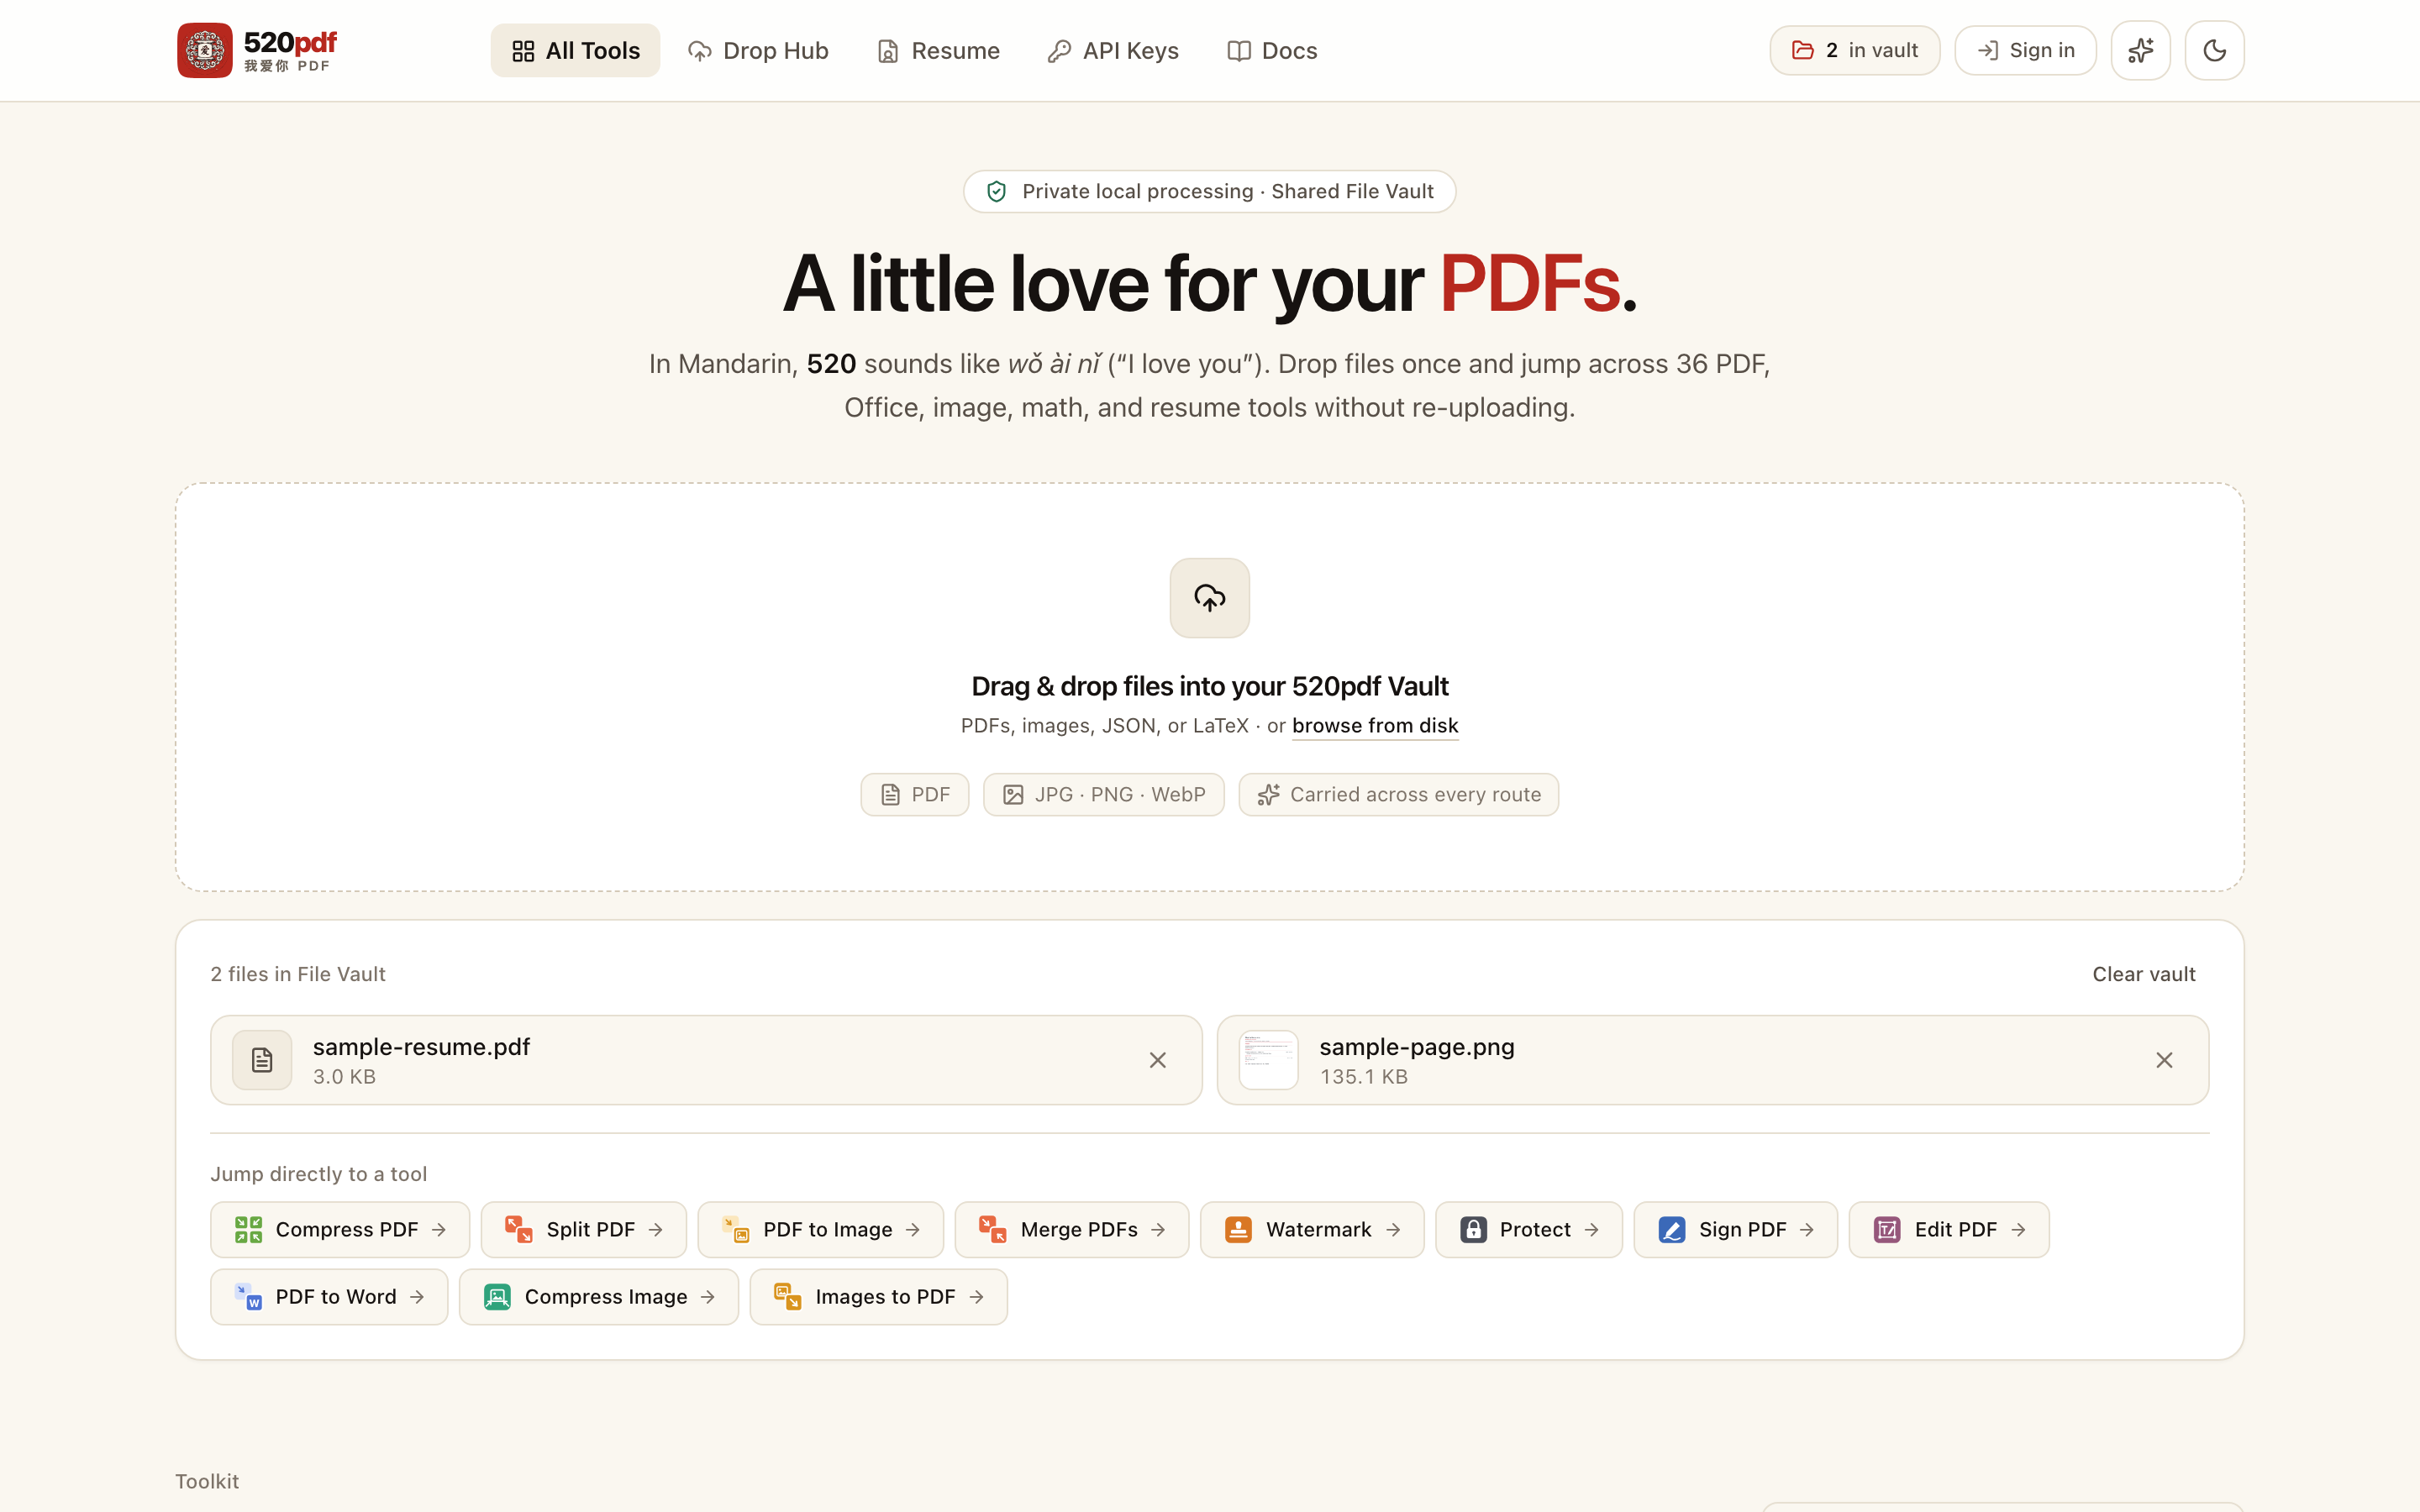 520pdf
我爱你 PDF
All Tools
Drop Hub
Resume
API Keys
Docs
2 in vault
Sign in
Private local processing · Shared File Vault
A little love for your PDFs.
In Mandarin, 520 sounds like wǒ ài nǐ (“I love you”). Drop files once and jump across 36 PDF,
Office, image, math, and resume tools without re-uploading.
Drag & drop files into your 520pdf Vault
PDFs, images, JSON, or LaTeX · or browse from disk
PDF
JPG · PNG · WebP
Carried across every route
2 files in File Vault
Clear vault
sample-resume.pdf
3.0 KB
sample-page.png
135.1 KB
Jump directly to a tool
Compress PDF
Split PDF
PDF to Image
Merge PDFs
Watermark
Protect
Sign PDF
Edit PDF
PDF to Word
Compress Image
Images to PDF
Toolkit